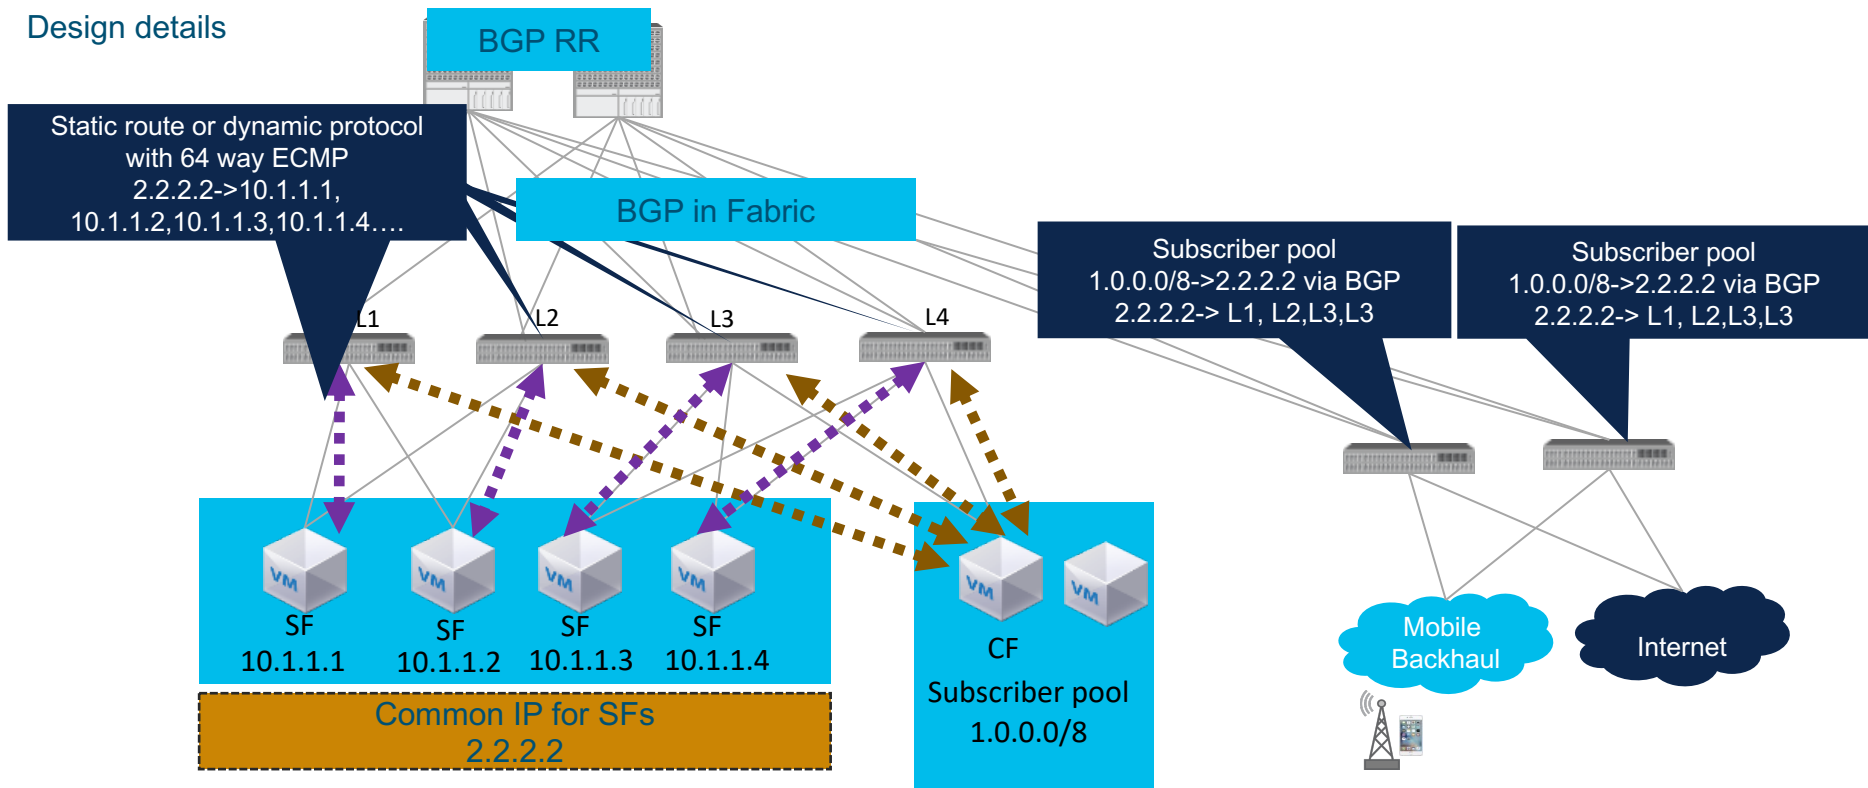 Design details
BGP RR
Static route or dynamic protocol
with 64 way ECMP
2.2.2.2->10.1.1.1,
10.1.1.2,10.1.1.3,10.1.1.4….
BGP in Fabric
Subscriber pool
1.0.0.0/8->2.2.2.2 via BGP
2.2.2.2-> L1, L2,L3,L3
Subscriber pool
1.0.0.0/8->2.2.2.2 via BGP
2.2.2.2-> L1, L2,L3,L3
L1
L2
L3
L4
VM
VM
VM
VM
VM
VM
SF
10.1.1.1
SF
10.1.1.2
SF
10.1.1.3
SF
10.1.1.4
CF
Subscriber pool
1.0.0.0/8
Common IP for SFs
2.2.2.2
Mobile
Backhaul
Internet